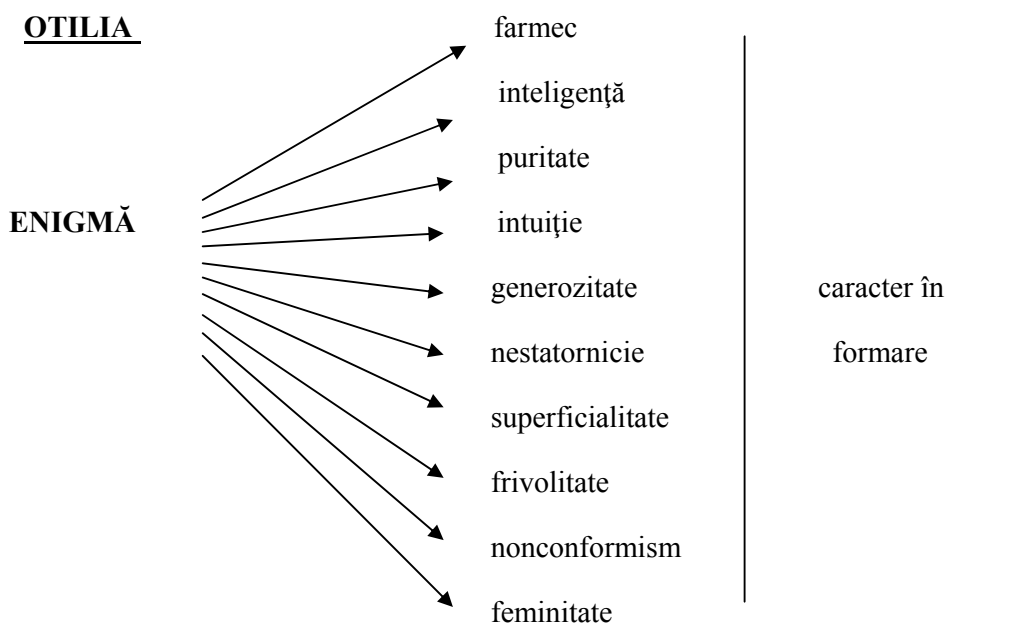 OTILIA farmec
inteligenţă
puritate
ENIGMĂ intuiţie
generozitate caracter în
nestatornicie formare
superficialitate
frivolitate
nonconformism
feminitate